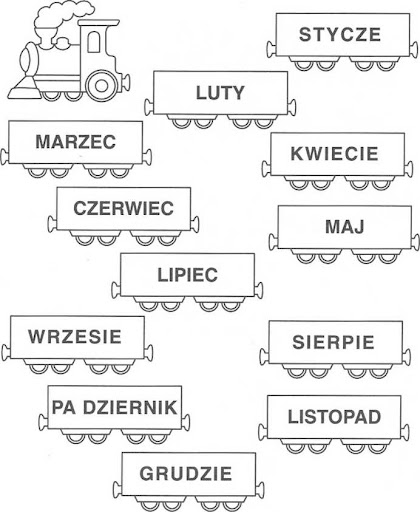 STYCZE
LUTY
MARZEC
KWIECIE
CZERWIEC
MAJ
LIPIEC
WRZESIE
SIERPIE
PA DZIERNIK
LISTOPAD
GRUDZIE